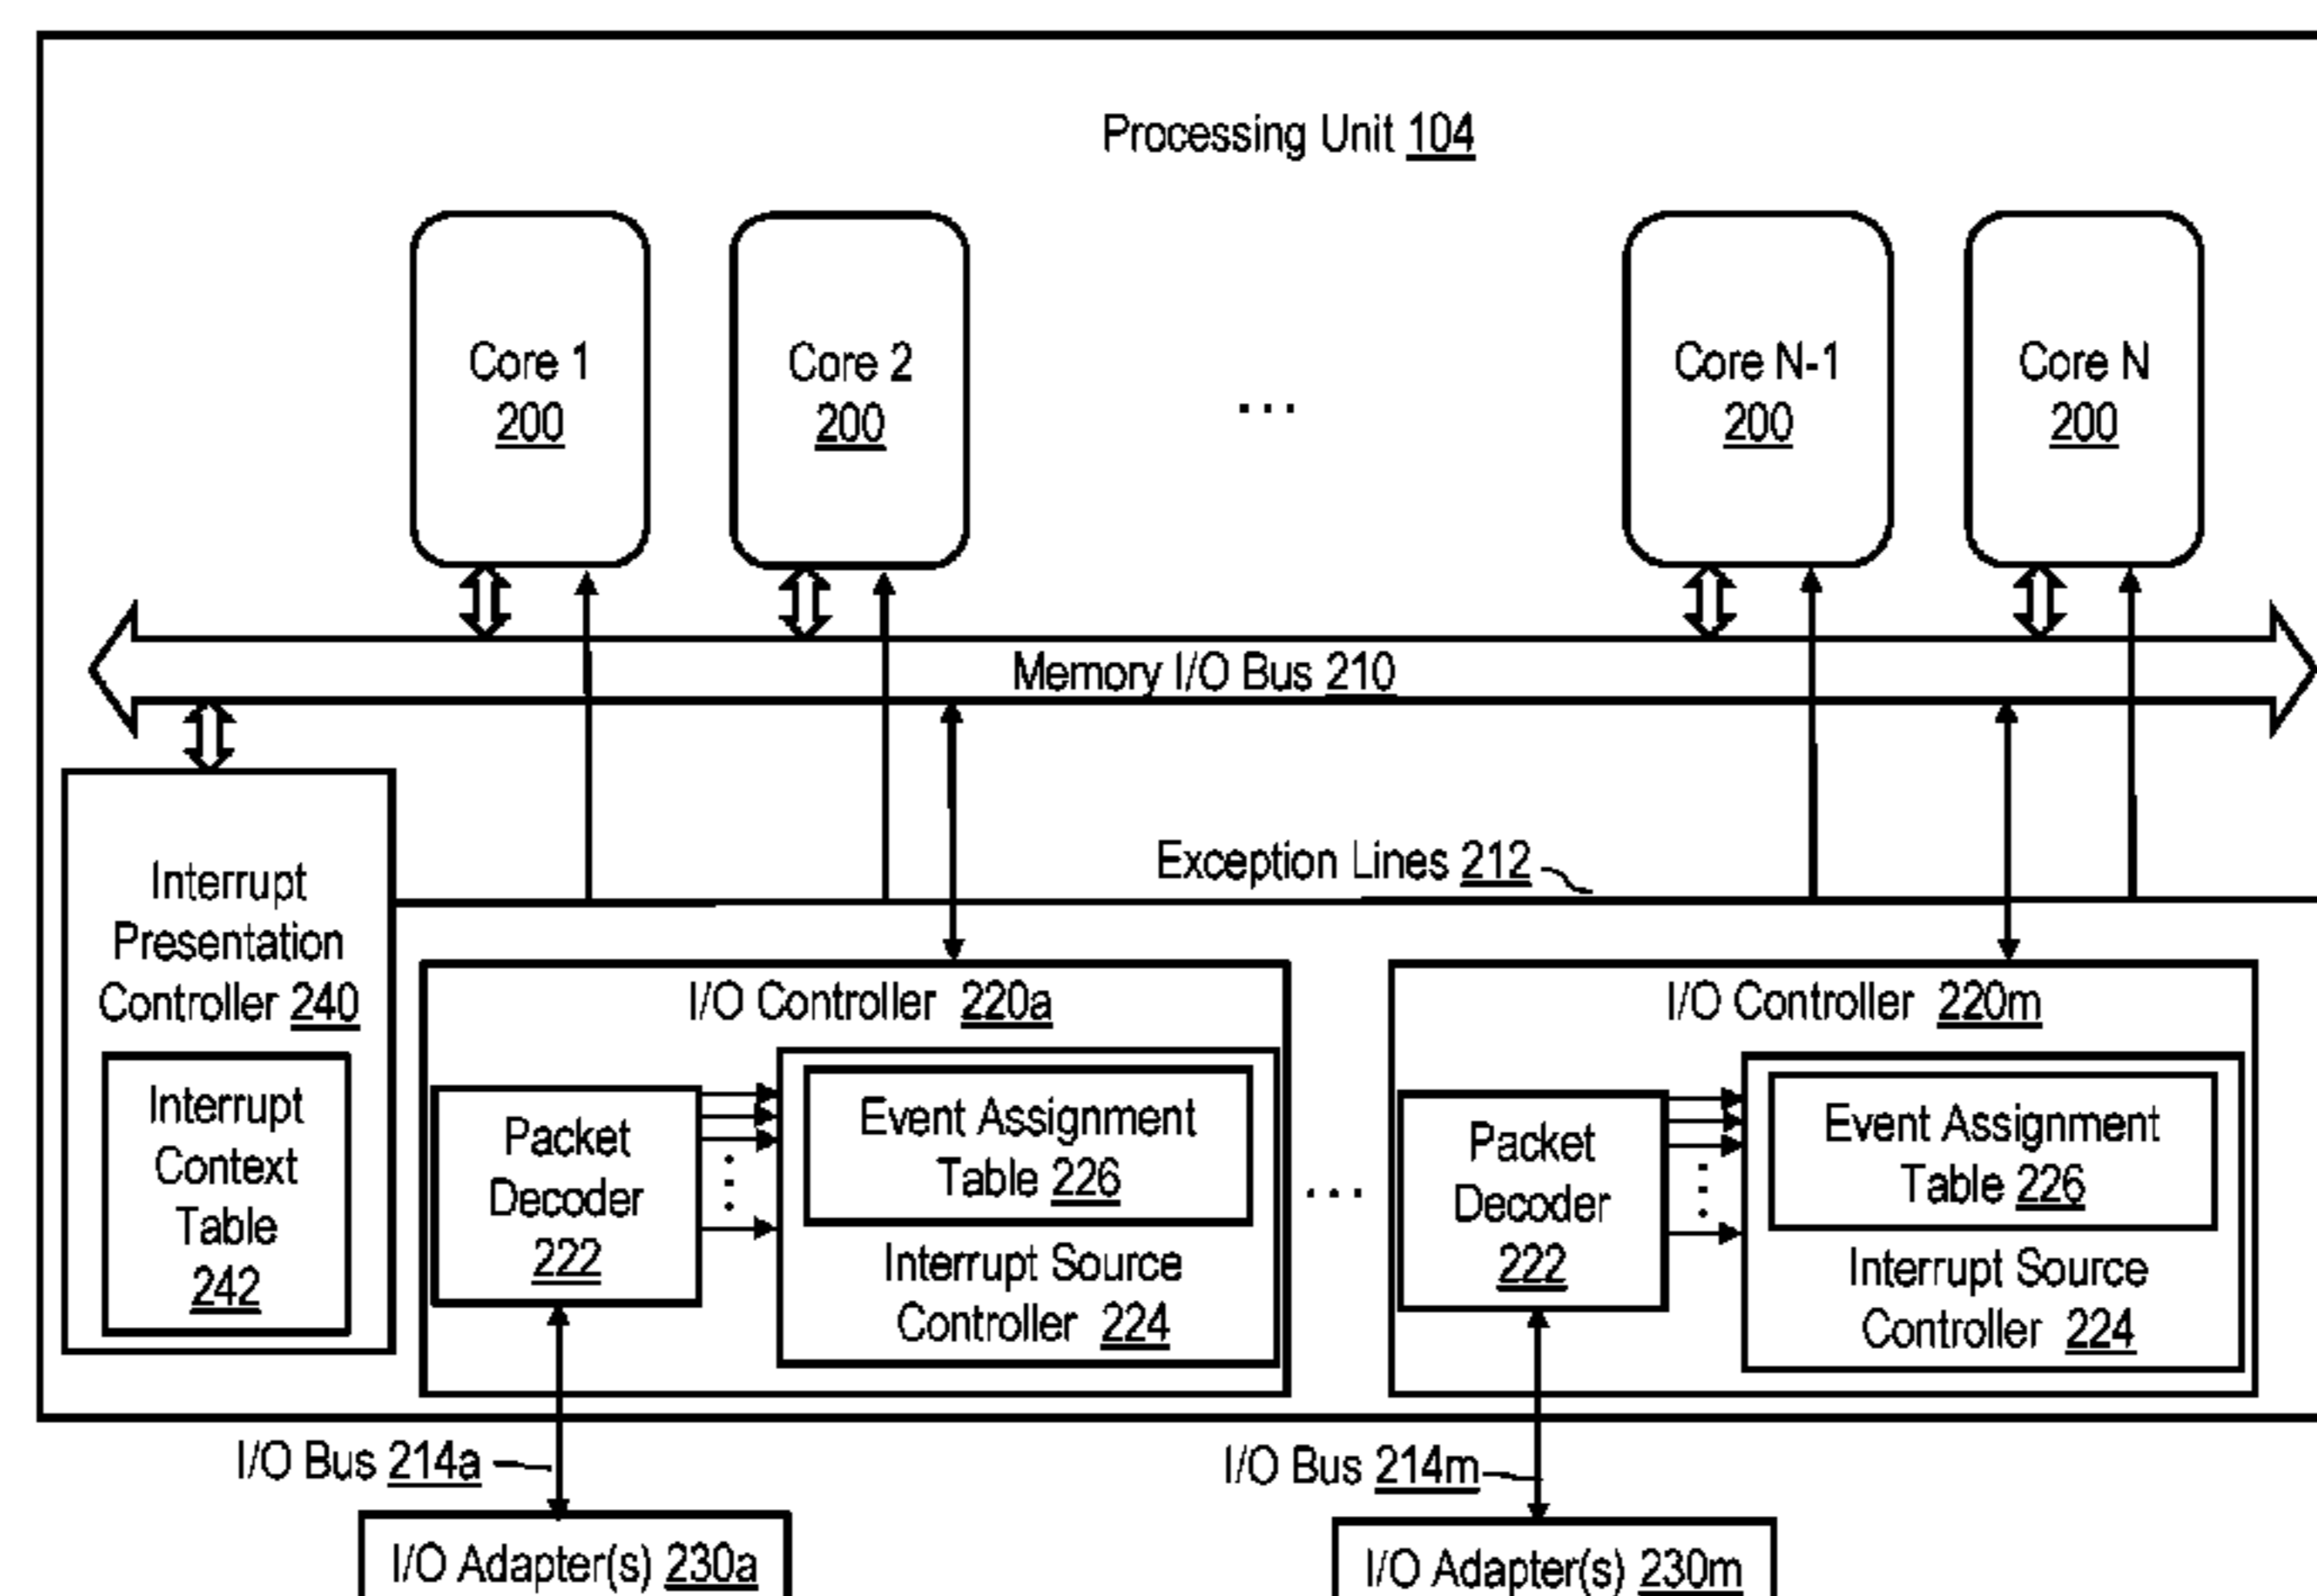 Processing Unit 104
Core 1
200
Core 2
200
...
Core N-1
200
Core N
200
Memory I/O Bus 210
Exception Lines 212
Interrupt
Presentation
Controller 240
Interrupt
Context
Table
242
I/O Controller 220a
Packet
Decoder
222
Event Assignment
Table 226
Interrupt Source
Controller 224
...
I/O Controller 220m
Packet
Decoder
222
Event Assignment
Table 226
Interrupt Source
Controller 224
I/O Bus 214a
I/O Bus 214m
I/O Adapter(s) 230a
I/O Adapter(s) 230m